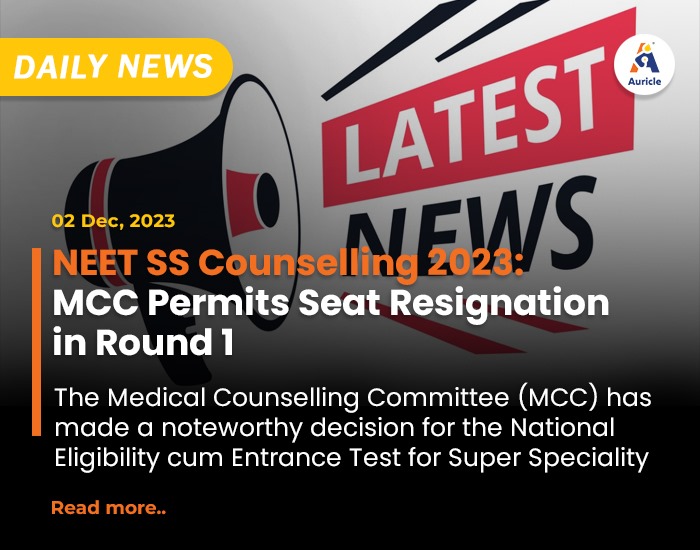 DAILY NEWS
LATEST
NEWS
Auricle
02 Dec, 2023
NEET SS Counselling 2023:
MCC Permits Seat Resignation
in Round 1
The Medical Counselling Committee (MCC) has
made a noteworthy decision for the National
Eligibility cum Entrance Test for Super Speciality
Read more..